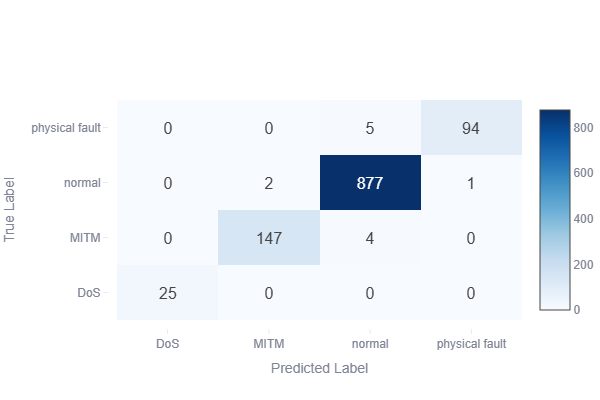 physical fault 0 0 5 94
normal 0 2 877 1
MITM 0 147 4 0
DoS 25 0 0 0
DoS MITM normal physical fault
Predicted Label
True Label
800
600
400
200
0